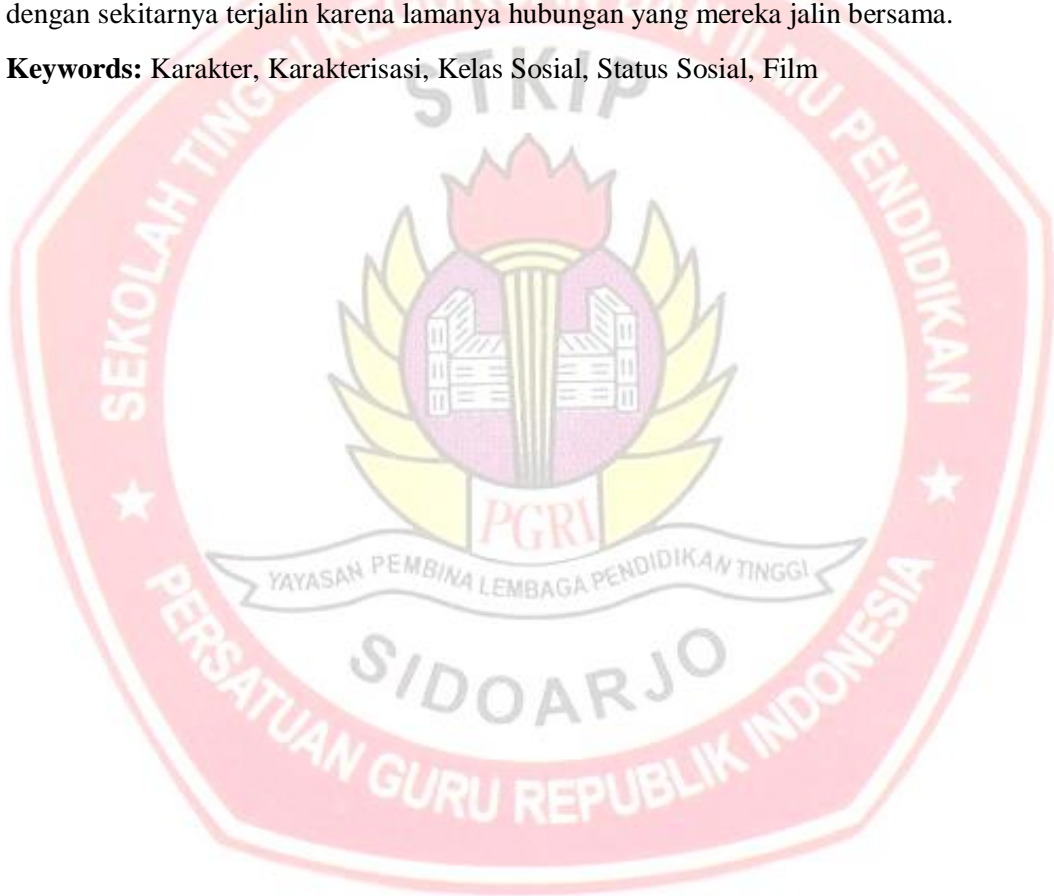 dengan sekitarnya terjalin karena lamanya hubungan yang mereka jalin bersama.
Keywords: Karakter, Karakterisasi, Kelas Sosial, Status Sosial, Film
STKIP
SEKOLAH TINGGI KEGURUAN DAN ILMU PENDIDIKAN
PGRI
YAYASAN PEMBINA LEMBAGA PENDIDIKAN TINGGI
SIDOARJO
PERSATUAN GURU REPUBLIK INDONESIA